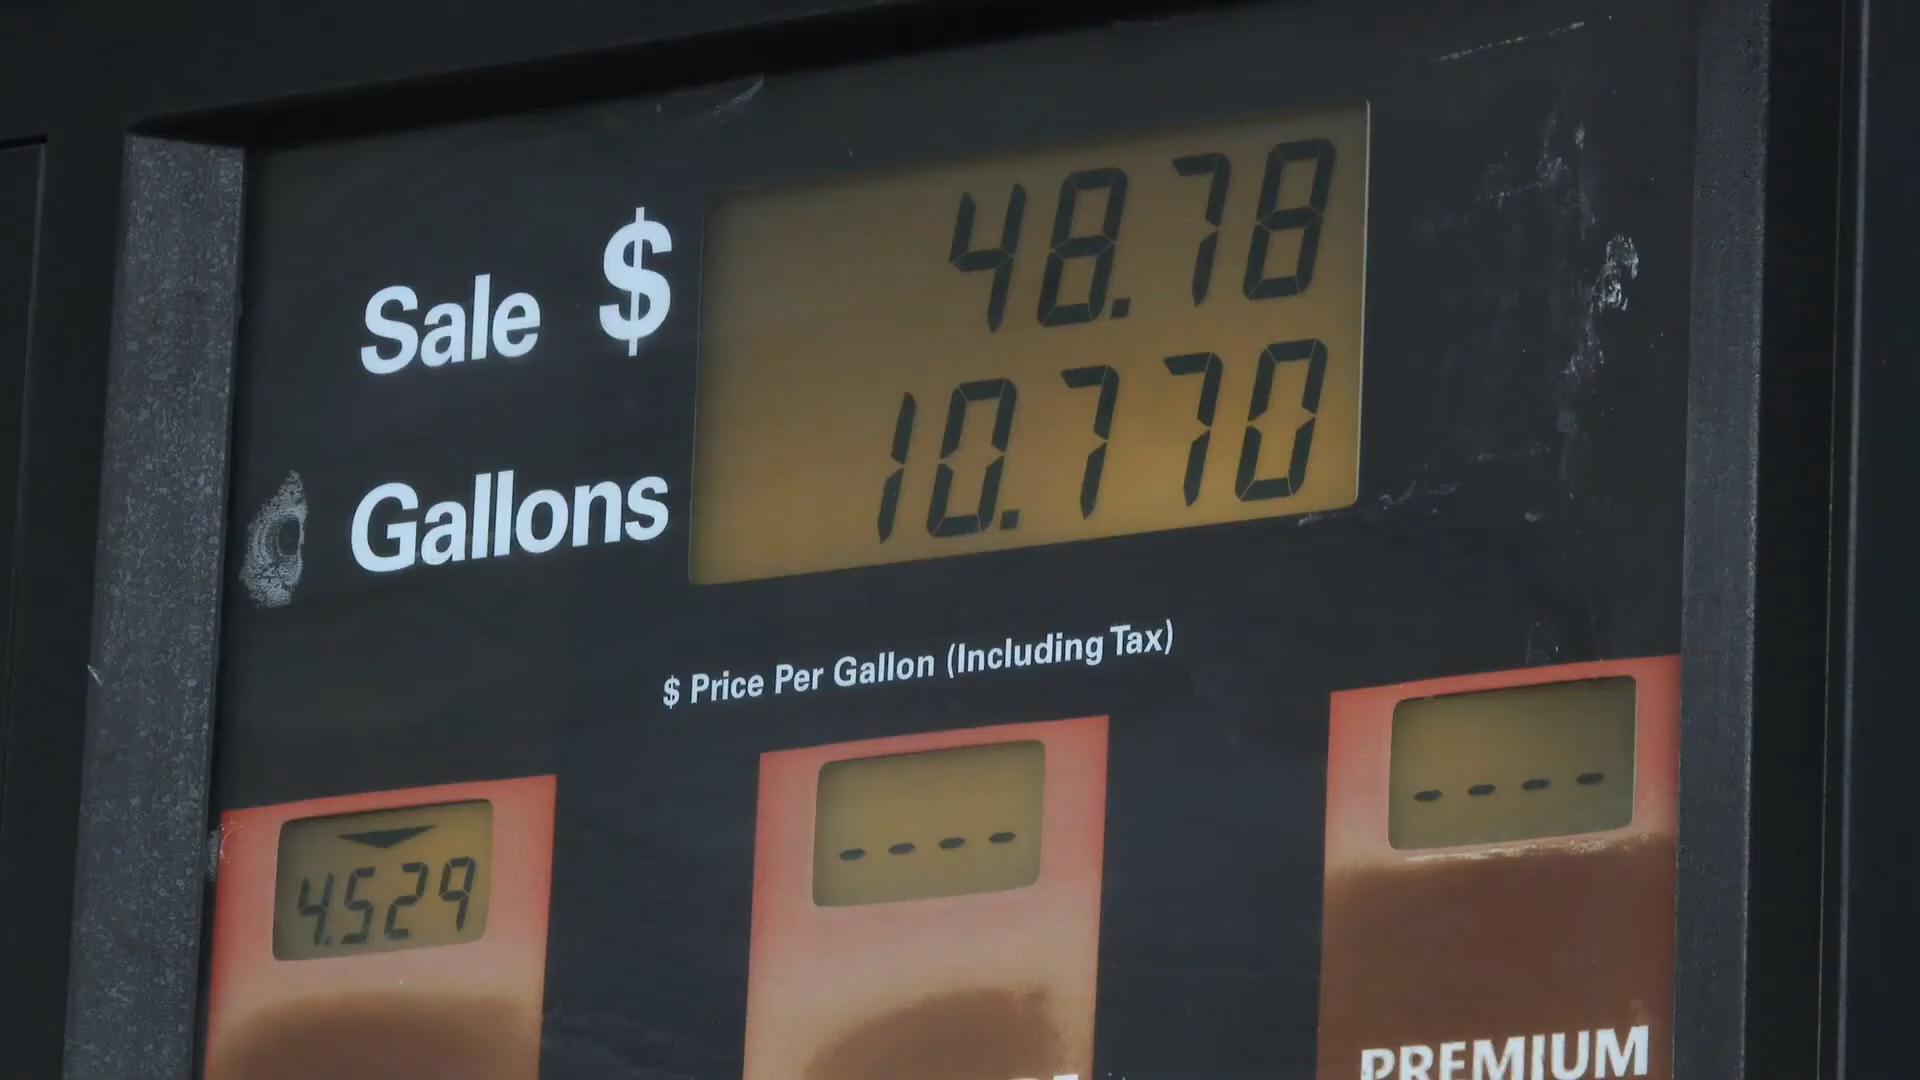 Sale $ 48.78
Gallons 10.770
$ Price Per Gallon (Including Tax)
4.529
- - - -
- - - -
PREMIUM